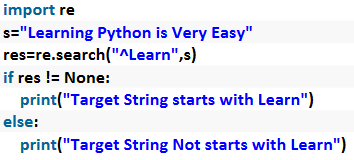 import re
s="Learning Python is Very Easy"
res=re.search("^Learn",s)
if res != None:
    print("Target String starts with Learn")
else:
    print("Target String Not starts with Learn")